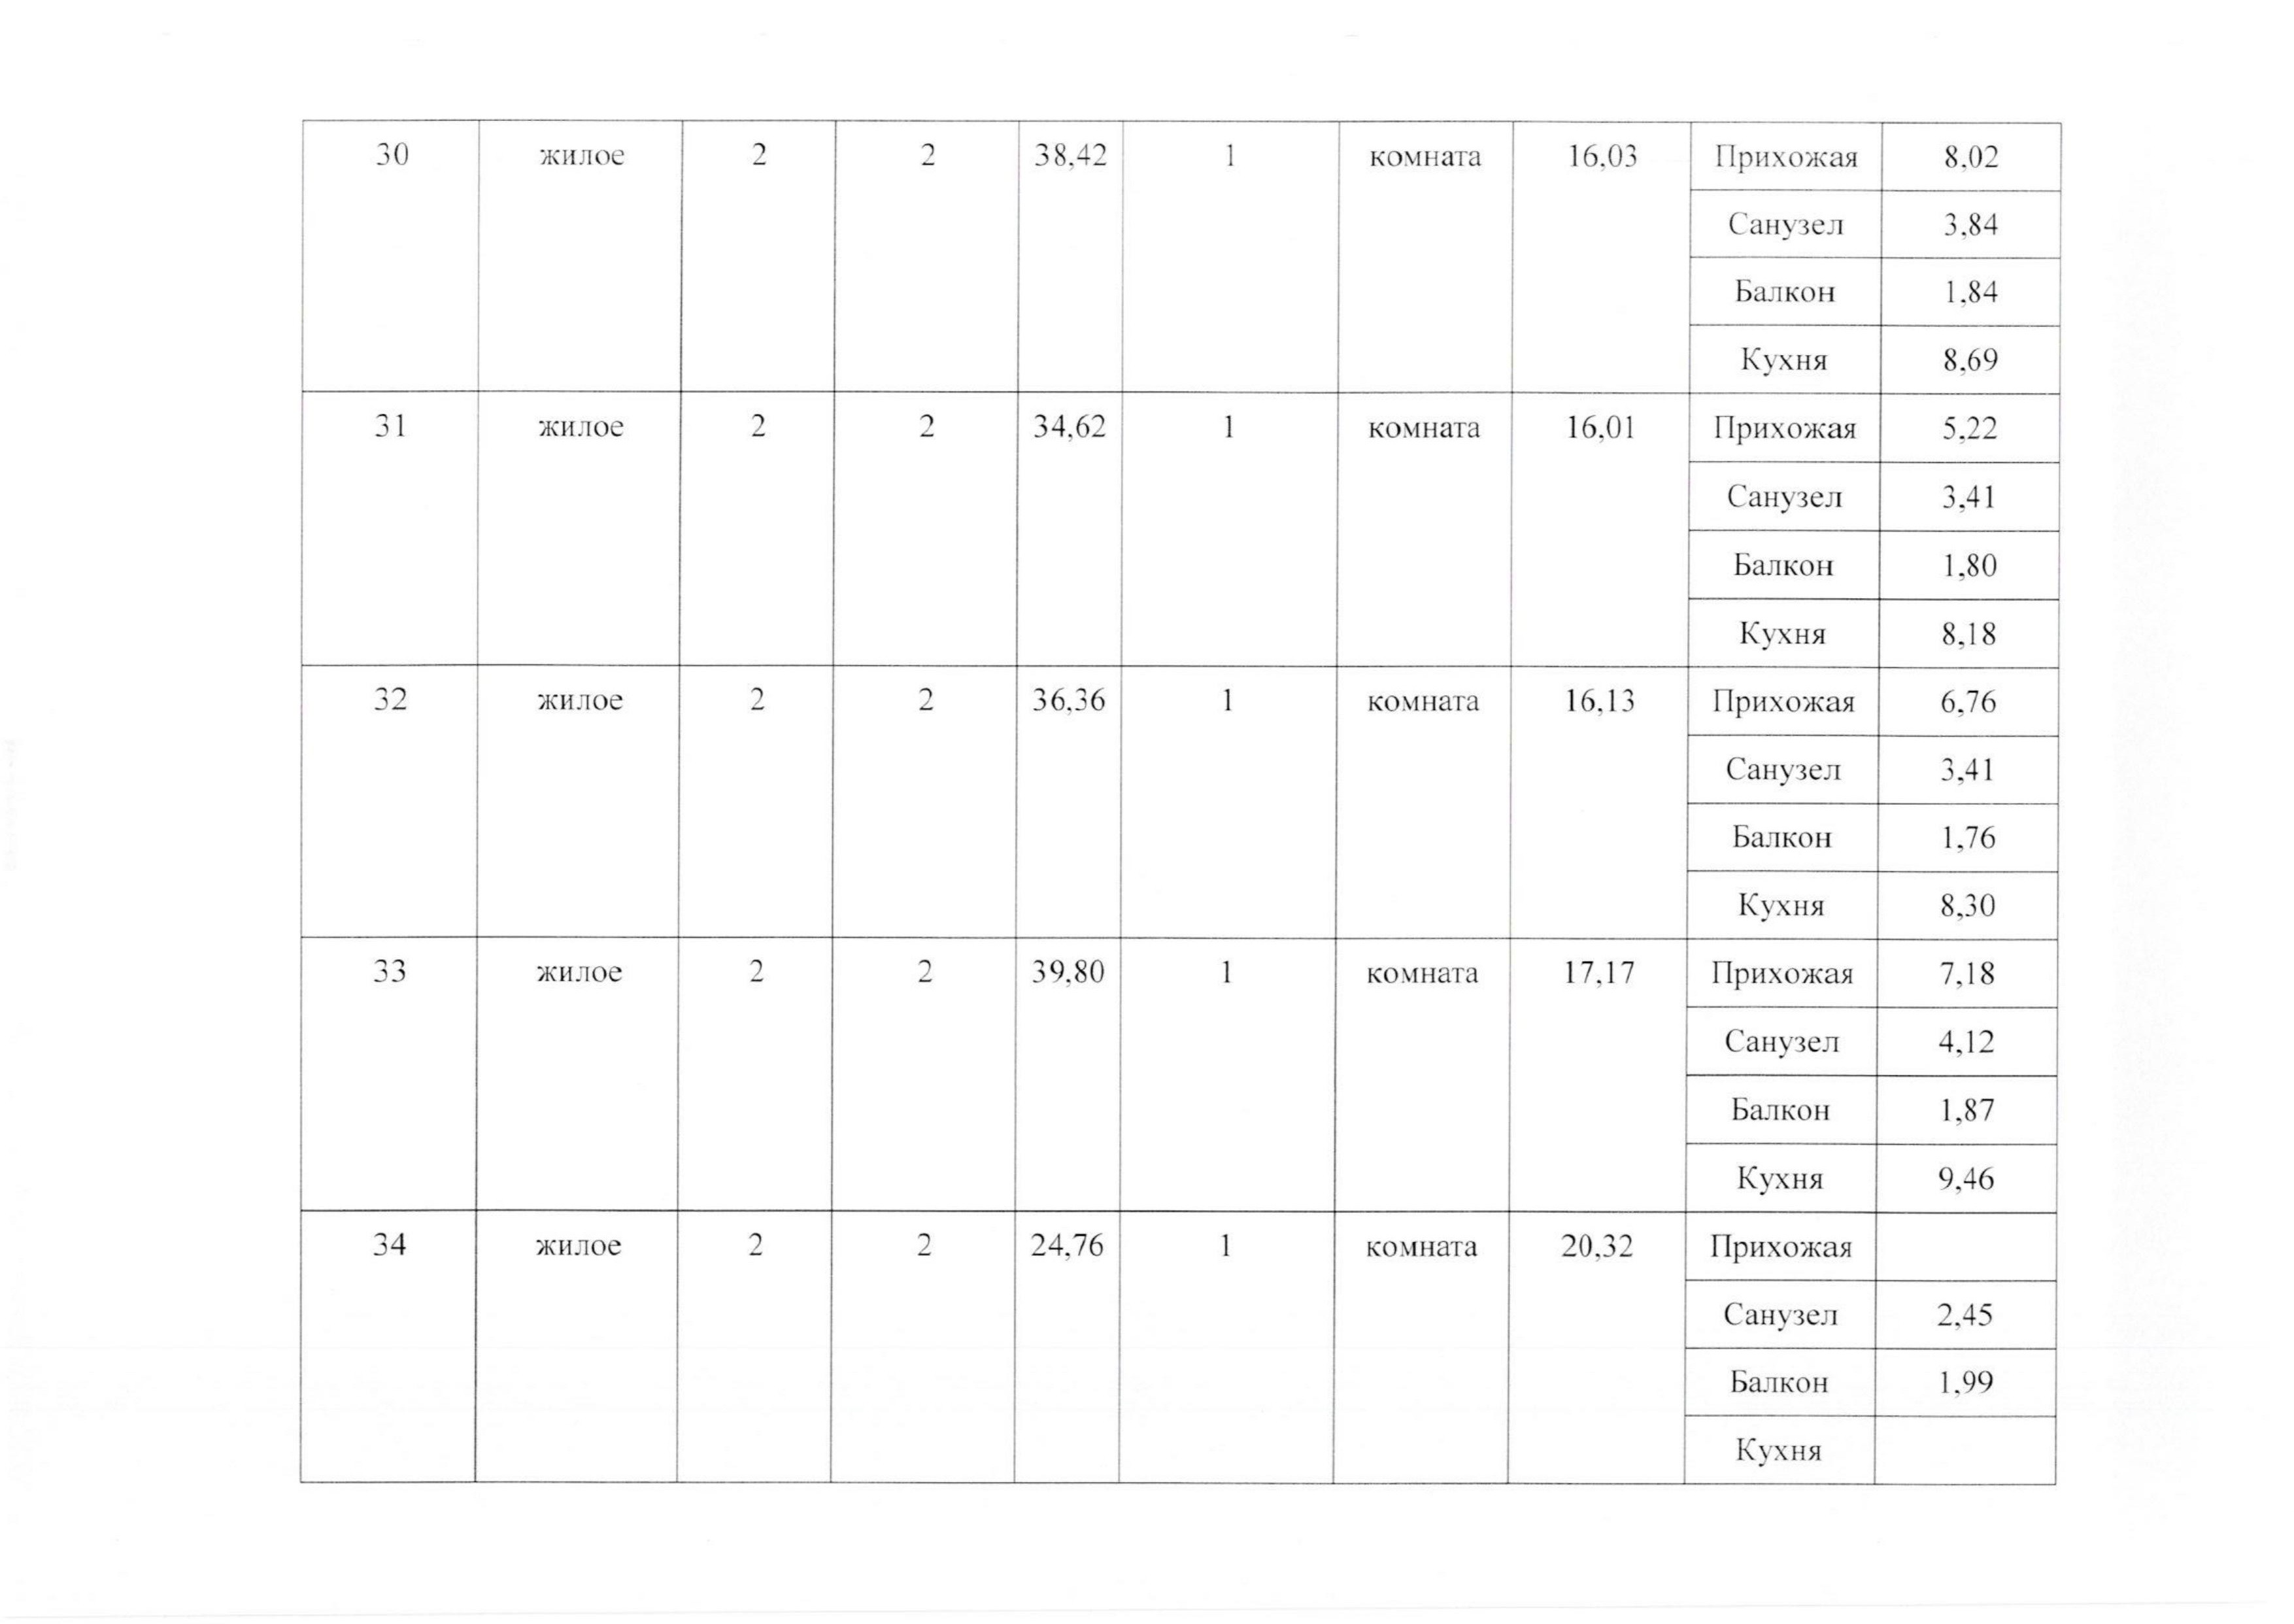 30 жилое 2 2 38,42 1 комната 16,03 Прихожая 8,02
Санузел 3,84
Балкон 1,84
Кухня 8,69
31 жилое 2 2 34,62 1 комната 16,01 Прихожая 5,22
Санузел 3,41
Балкон 1,80
Кухня 8,18
32 жилое 2 2 36,36 1 комната 16,13 Прихожая 6,76
Санузел 3,41
Балкон 1,76
Кухня 8,30
33 жилое 2 2 39,80 1 комната 17,17 Прихожая 7,18
Санузел 4,12
Балкон 1,87
Кухня 9,46
34 жилое 2 2 24,76 1 комната 20,32 Прихожая
Санузел 2,45
Балкон 1,99
Кухня